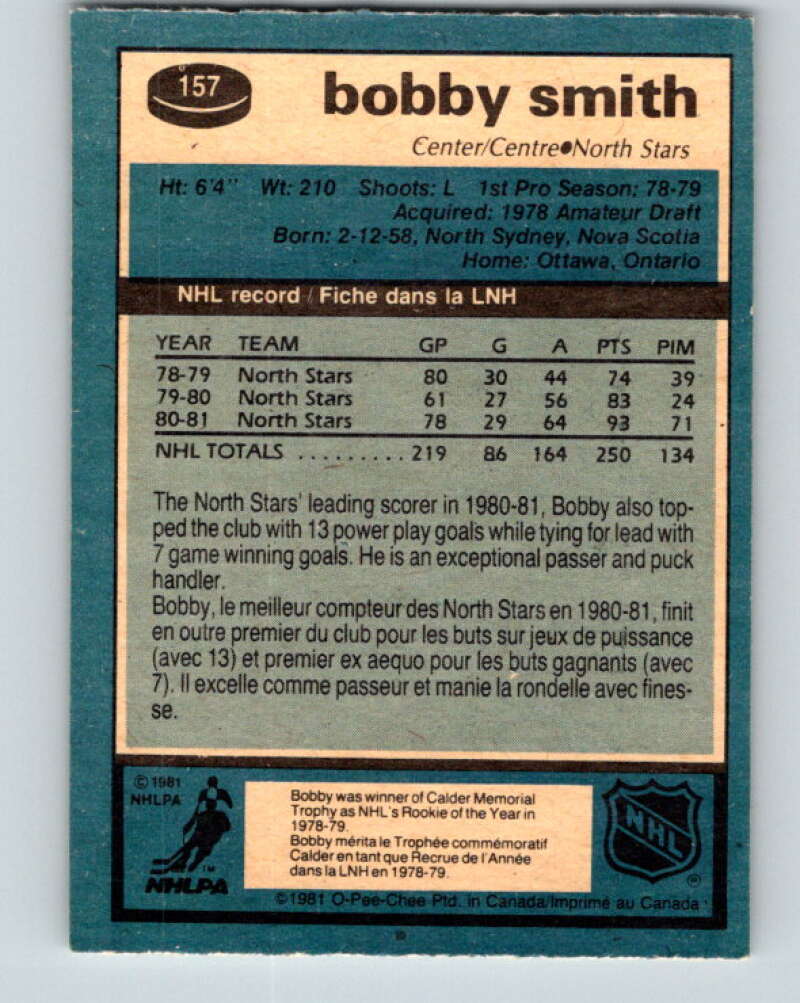 157
bobby smith
Center/Centre●North Stars
Ht: 6'4" Wt: 210 Shoots: L 1st Pro Season: 78-79
Acquired: 1978 Amateur Draft
Born: 2-12-58, North Sydney, Nova Scotia
Home: Ottawa, Ontario
NHL record / Fiche dans la LNH
YEAR TEAM GP G A PTS PIM
78-79 North Stars 80 30 44 74 39
79-80 North Stars 61 27 56 83 24
80-81 North Stars 78 29 64 93 71
NHL TOTALS ......... 219 86 164 250 134
The North Stars' leading scorer in 1980-81, Bobby also top-
ped the club with 13 power play goals while tying for lead with
7 game winning goals. He is an exceptional passer and puck
handler.
Bobby, le meilleur compteur des North Stars en 1980-81, finit
en outre premier du club pour les buts sur jeux de puissance
(avec 13) et premier ex aequo pour les buts gagnants (avec
7). Il excelle comme passeur et manie la rondelle avec fines-
se.
© 1981
NHLPA
TM
NHLPA
Bobby was winner of Calder Memorial
Trophy as NHL's Rookie of the Year in
1978-79.
Bobby mérita le Trophée commémoratif
Calder en tant que Recrue de l'Année
dans la LNH en 1978-79.
NHL
®
©1981 O-Pee-Chee Ptd. in Canada/Imprimé au Canada